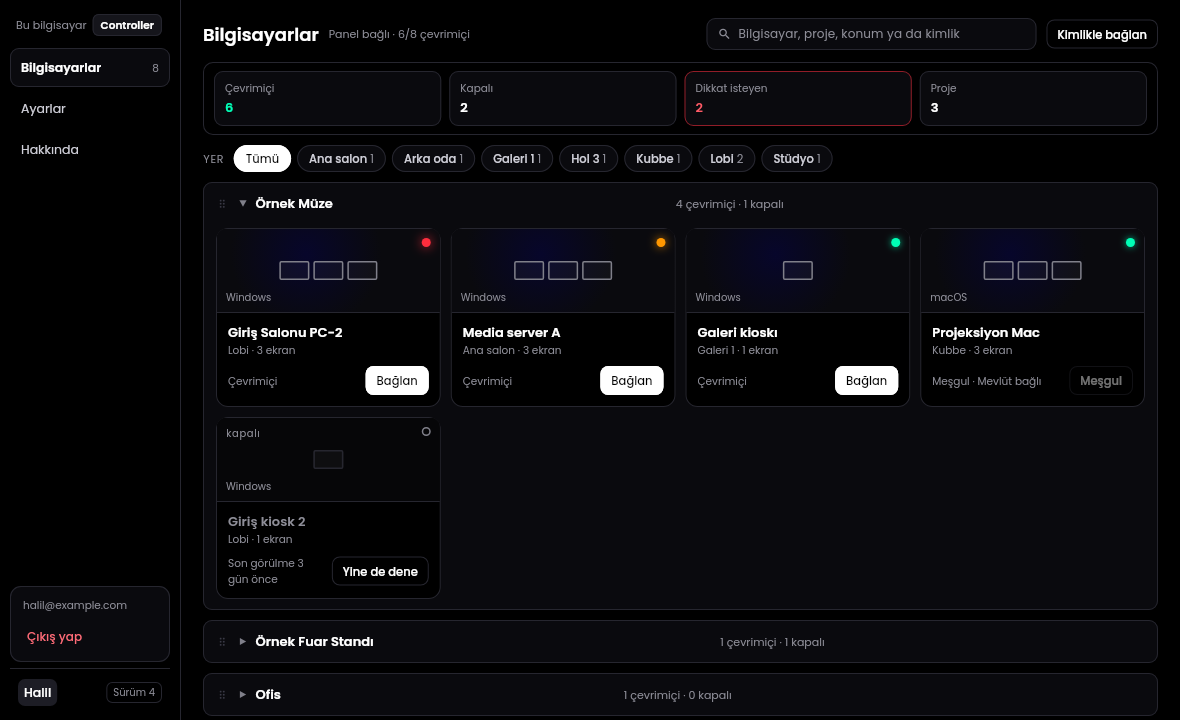 Bu bilgisayar Controller
Bilgisayarlar 8
Ayarlar
Hakkında
halil@example.com
Çıkış yap
Halil Sürüm 4
Bilgisayarlar Panel bağlı · 6/8 çevrimiçi
Bilgisayar, proje, konum ya da kimlik
Kimlikle bağlan
Çevrimiçi
6
Kapalı
2
Dikkat isteyen
2
Proje
3
YER Tümü Ana salon 1 Arka oda 1 Galeri 1 1 Hol 3 1 Kubbe 1 Lobi 2 Stüdyo 1
Örnek Müze 4 çevrimiçi · 1 kapalı
Windows
Giriş Salonu PC-2
Lobi · 3 ekran
Çevrimiçi Bağlan
Windows
Media server A
Ana salon · 3 ekran
Çevrimiçi Bağlan
Windows
Galeri kioskı
Galeri 1 · 1 ekran
Çevrimiçi Bağlan
macOS
Projeksiyon Mac
Kubbe · 3 ekran
Meşgul · Mevlüt bağlı Meşgul
kapalı
Windows
Giriş kiosk 2
Lobi · 1 ekran
Son görülme 3
gün önce
Yine de dene
Örnek Fuar Standı 1 çevrimiçi · 1 kapalı
Ofis 1 çevrimiçi · 0 kapalı